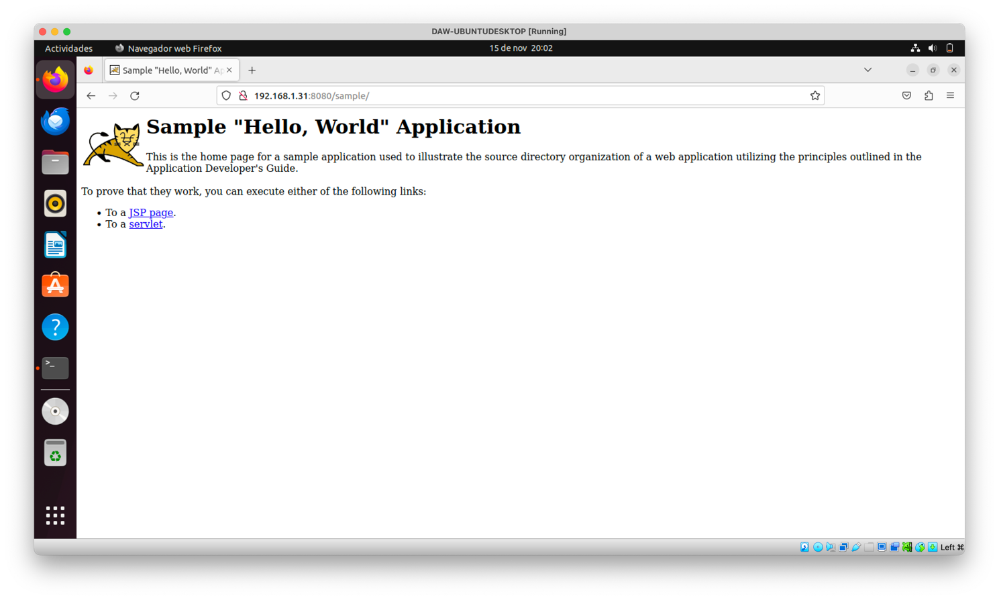 DAW-UBUNTUDESKTOP [Running]
Actividades
Navegador web Firefox
15 de nov 20:02
Sample "Hello, World" Ap
192.168.1.31:8080/sample/
Sample "Hello, World" Application
This is the home page for a sample application used to illustrate the source directory organization of a web application utilizing the principles outlined in the
Application Developer's Guide.
To prove that they work, you can execute either of the following links:
• To a JSP page.
• To a servlet.
Left ⌘